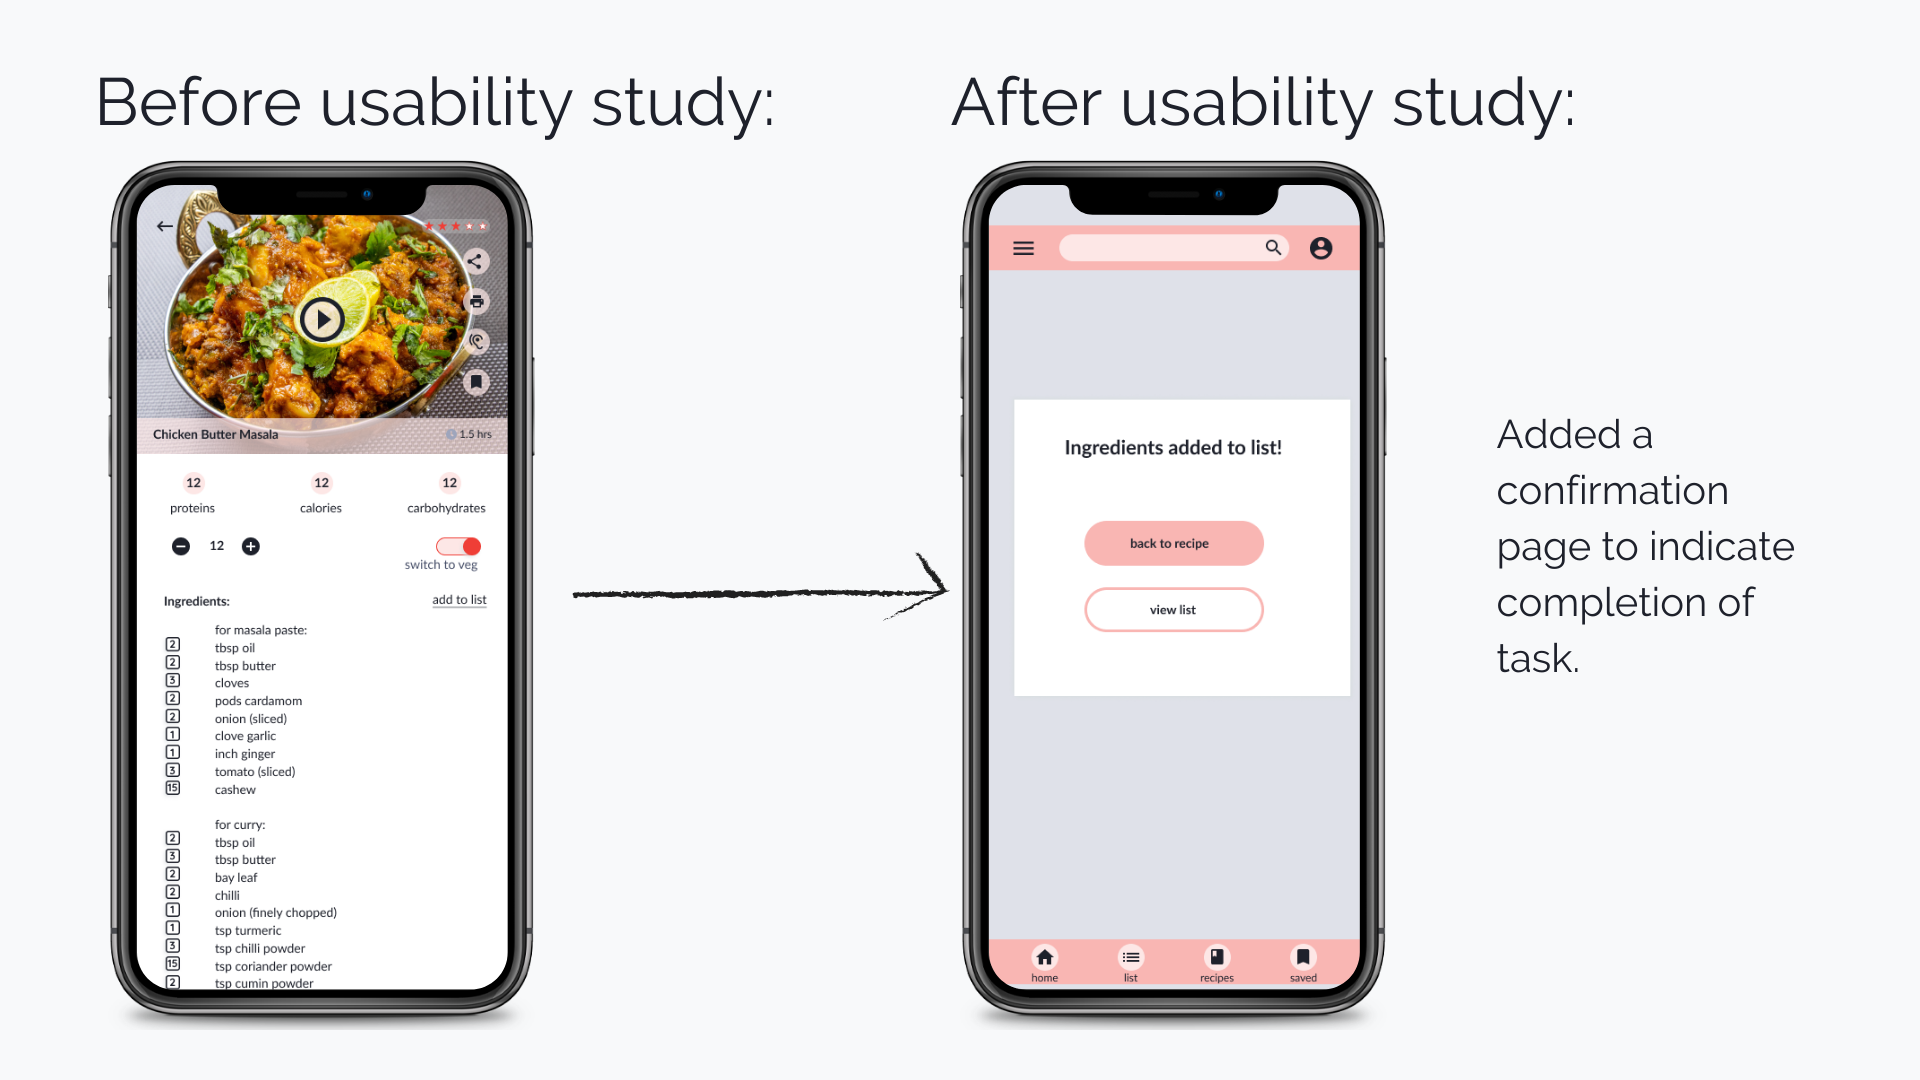 Before usability study:
After usability study:
Chicken Butter Masala
1.5 hrs
12 12 12
proteins calories carbohydrates
12
switch to veg
Ingredients: add to list
for masala paste:
2 tbsp oil
2 tbsp butter
3 cloves
2 pods cardamom
2 onion (sliced)
1 clove garlic
1 inch ginger
3 tomato (sliced)
15 cashew
for curry:
2 tbsp oil
3 tbsp butter
2 bay leaf
2 chilli
1 onion (finely chopped)
1 tsp turmeric
3 tsp chilli powder
15 tsp coriander powder
2 tsp cumin powder
Ingredients added to list!
back to recipe
view list
home list recipes saved
Added a
confirmation
page to indicate
completion of
task.